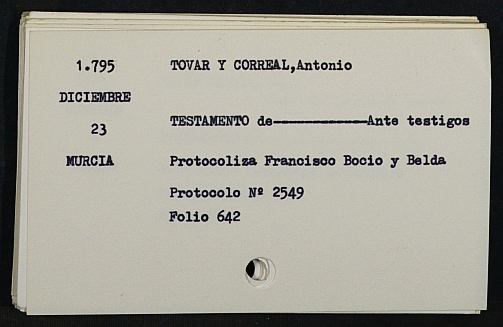 1.795 TOVAR Y CORREAL,Antonio
DICIEMBRE
23 TESTAMENTO de-------------Ante testigos
MURCIA Protocoliza Francisco Bocio y Belda
Protocolo Nº 2549
Folio 642